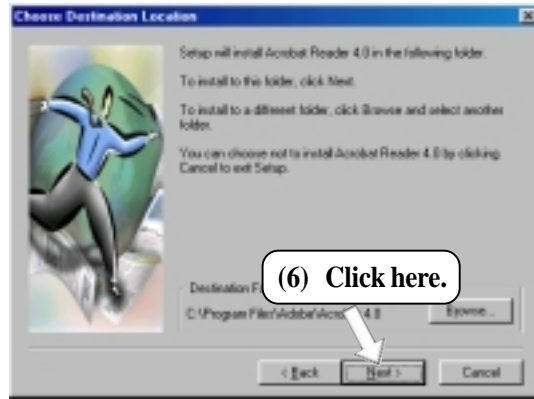 Choose Destination Location
Setup will install Acrobat Reader 4.0 in the following folder.
To install to this folder, click Next.
To install to a different folder, click Browse and select another
folder.
You can choose not to install Acrobat Reader 4.0 by clicking
Cancel to exit Setup.
(6) Click here.
Destination
C:\Program Files\Adobe\ 4.0
Browse...
< Back
Next >
Cancel